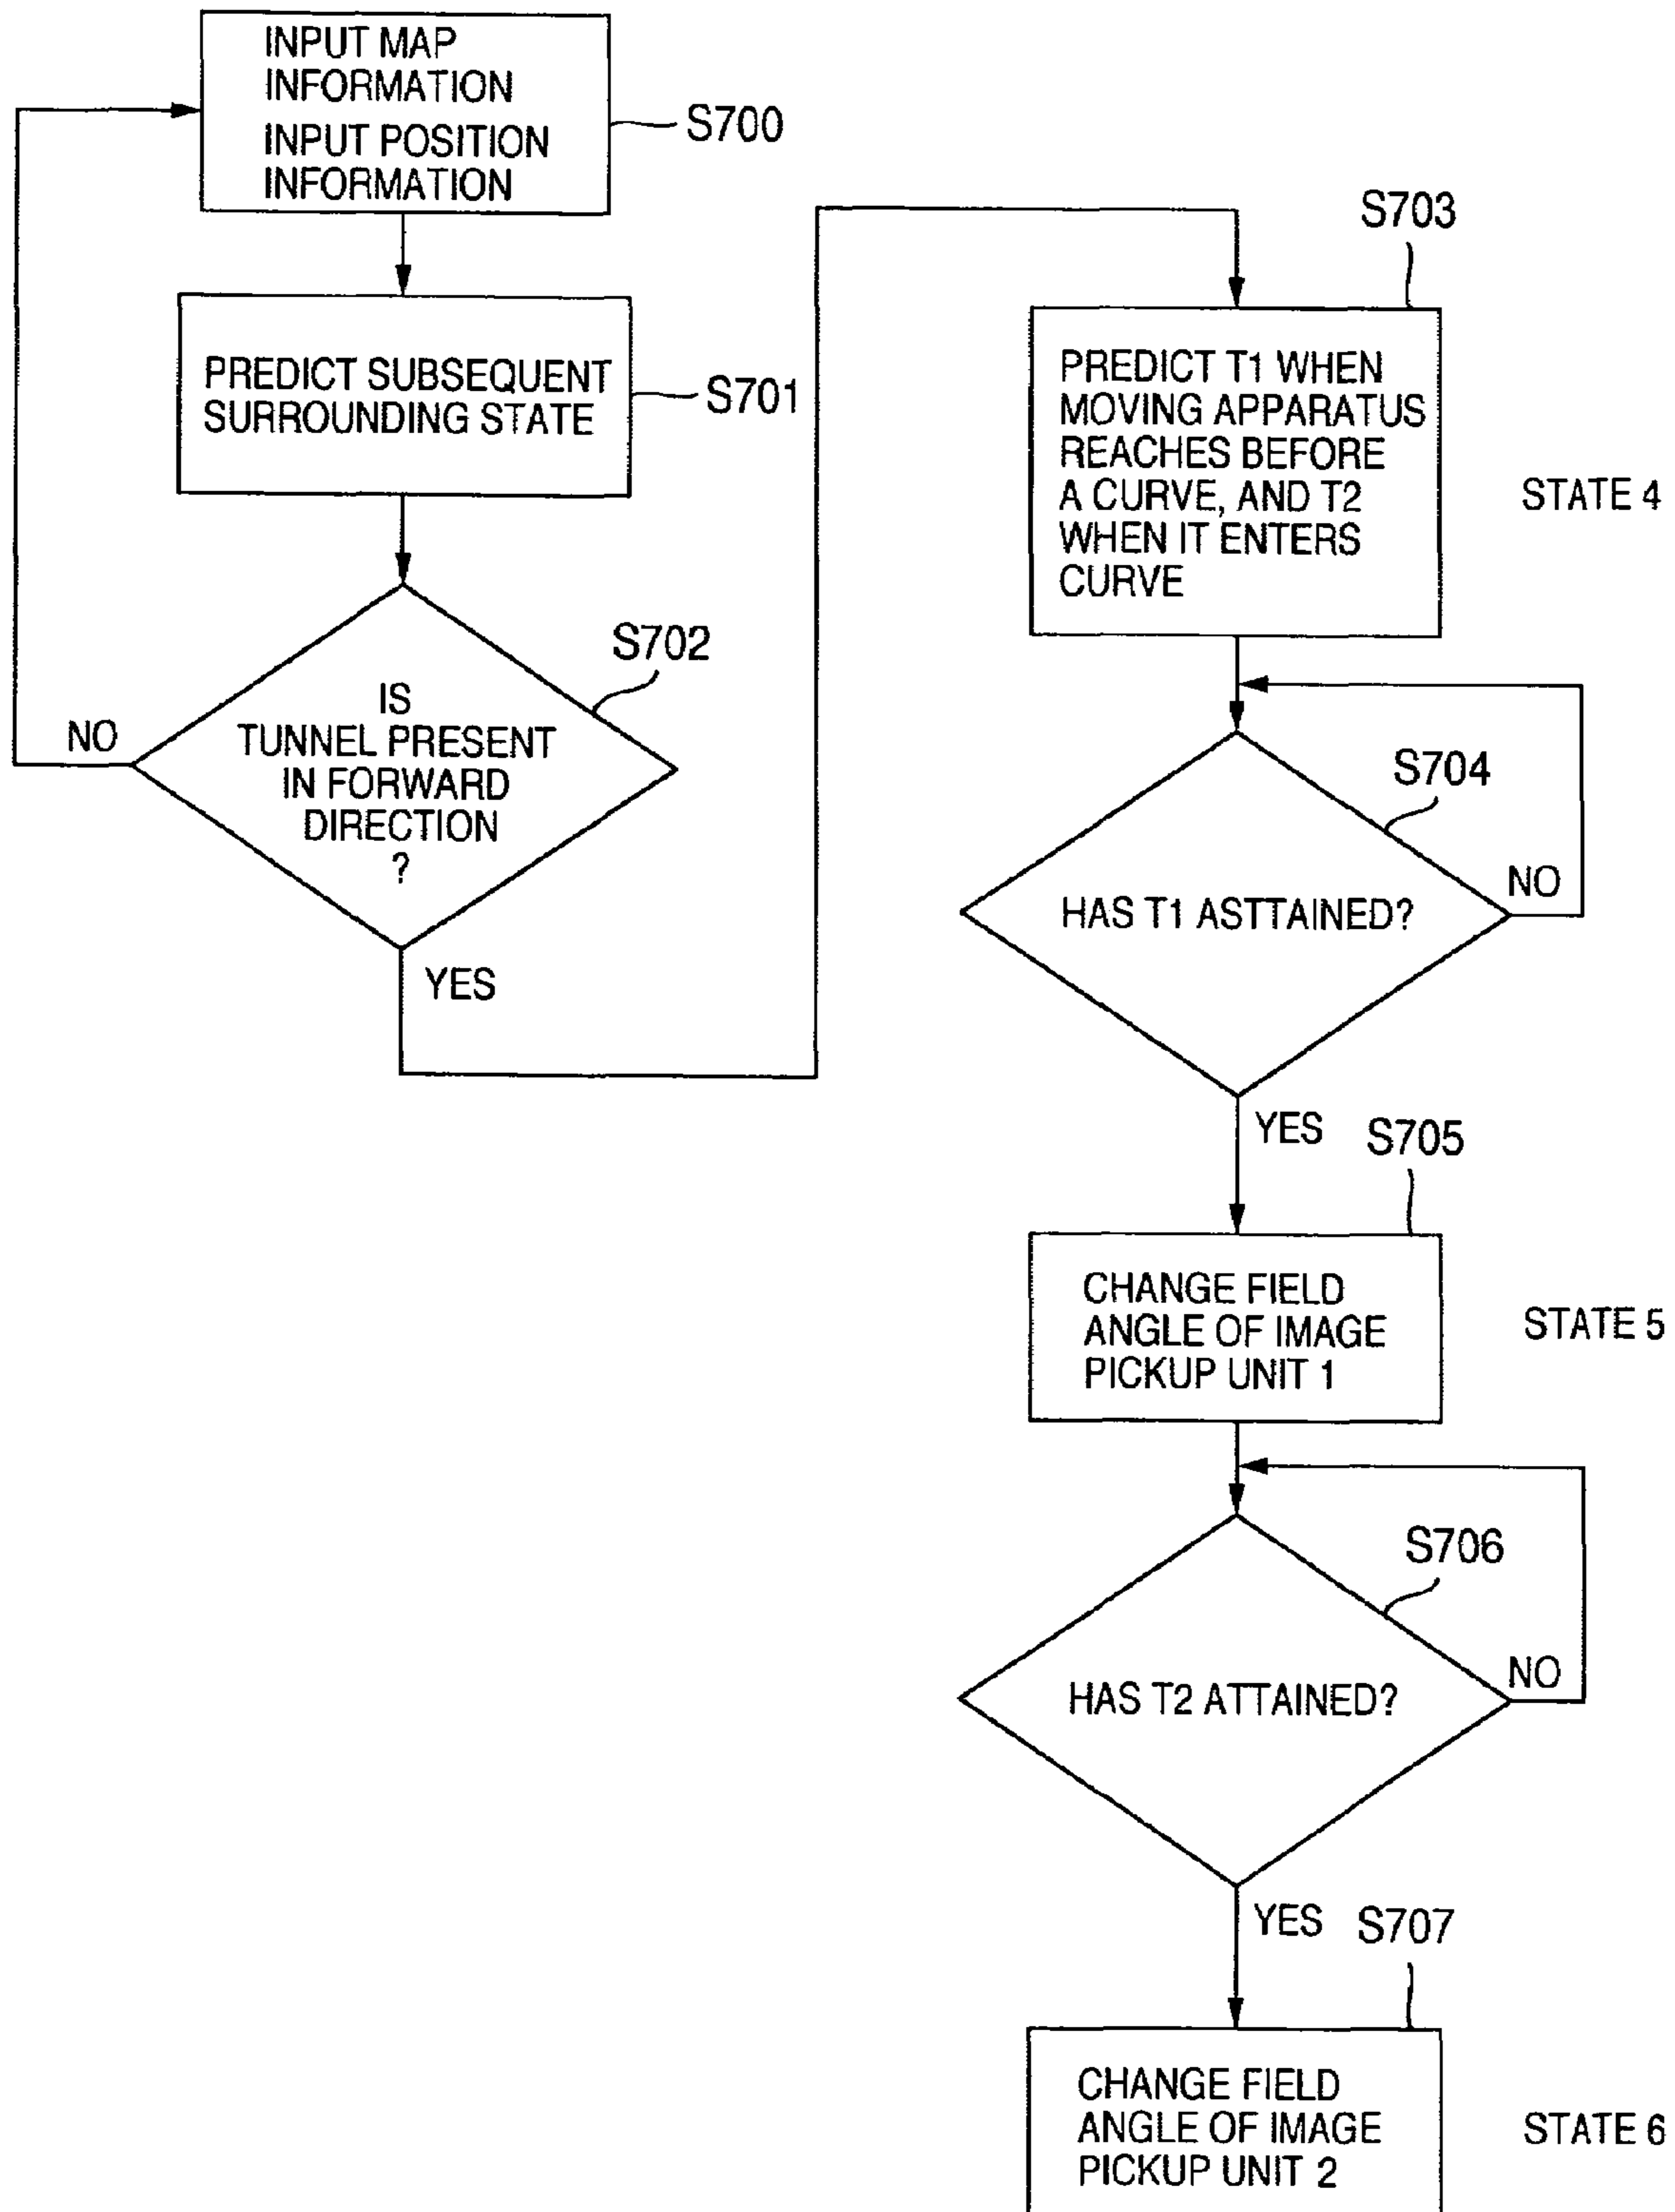 INPUT MAP
INFORMATION
INPUT POSITION
INFORMATION
S700
PREDICT SUBSEQUENT
SURROUNDING STATE
S701
S702
IS
TUNNEL PRESENT
IN FORWARD
DIRECTION
?
NO
YES
S703
PREDICT T1 WHEN
MOVING APPARATUS
REACHES BEFORE
A CURVE, AND T2
WHEN IT ENTERS
CURVE
STATE 4
S704
HAS T1 ASTTAINED?
NO
YES
S705
CHANGE FIELD
ANGLE OF IMAGE
PICKUP UNIT 1
STATE 5
S706
HAS T2 ATTAINED?
NO
YES
S707
CHANGE FIELD
ANGLE OF IMAGE
PICKUP UNIT 2
STATE 6